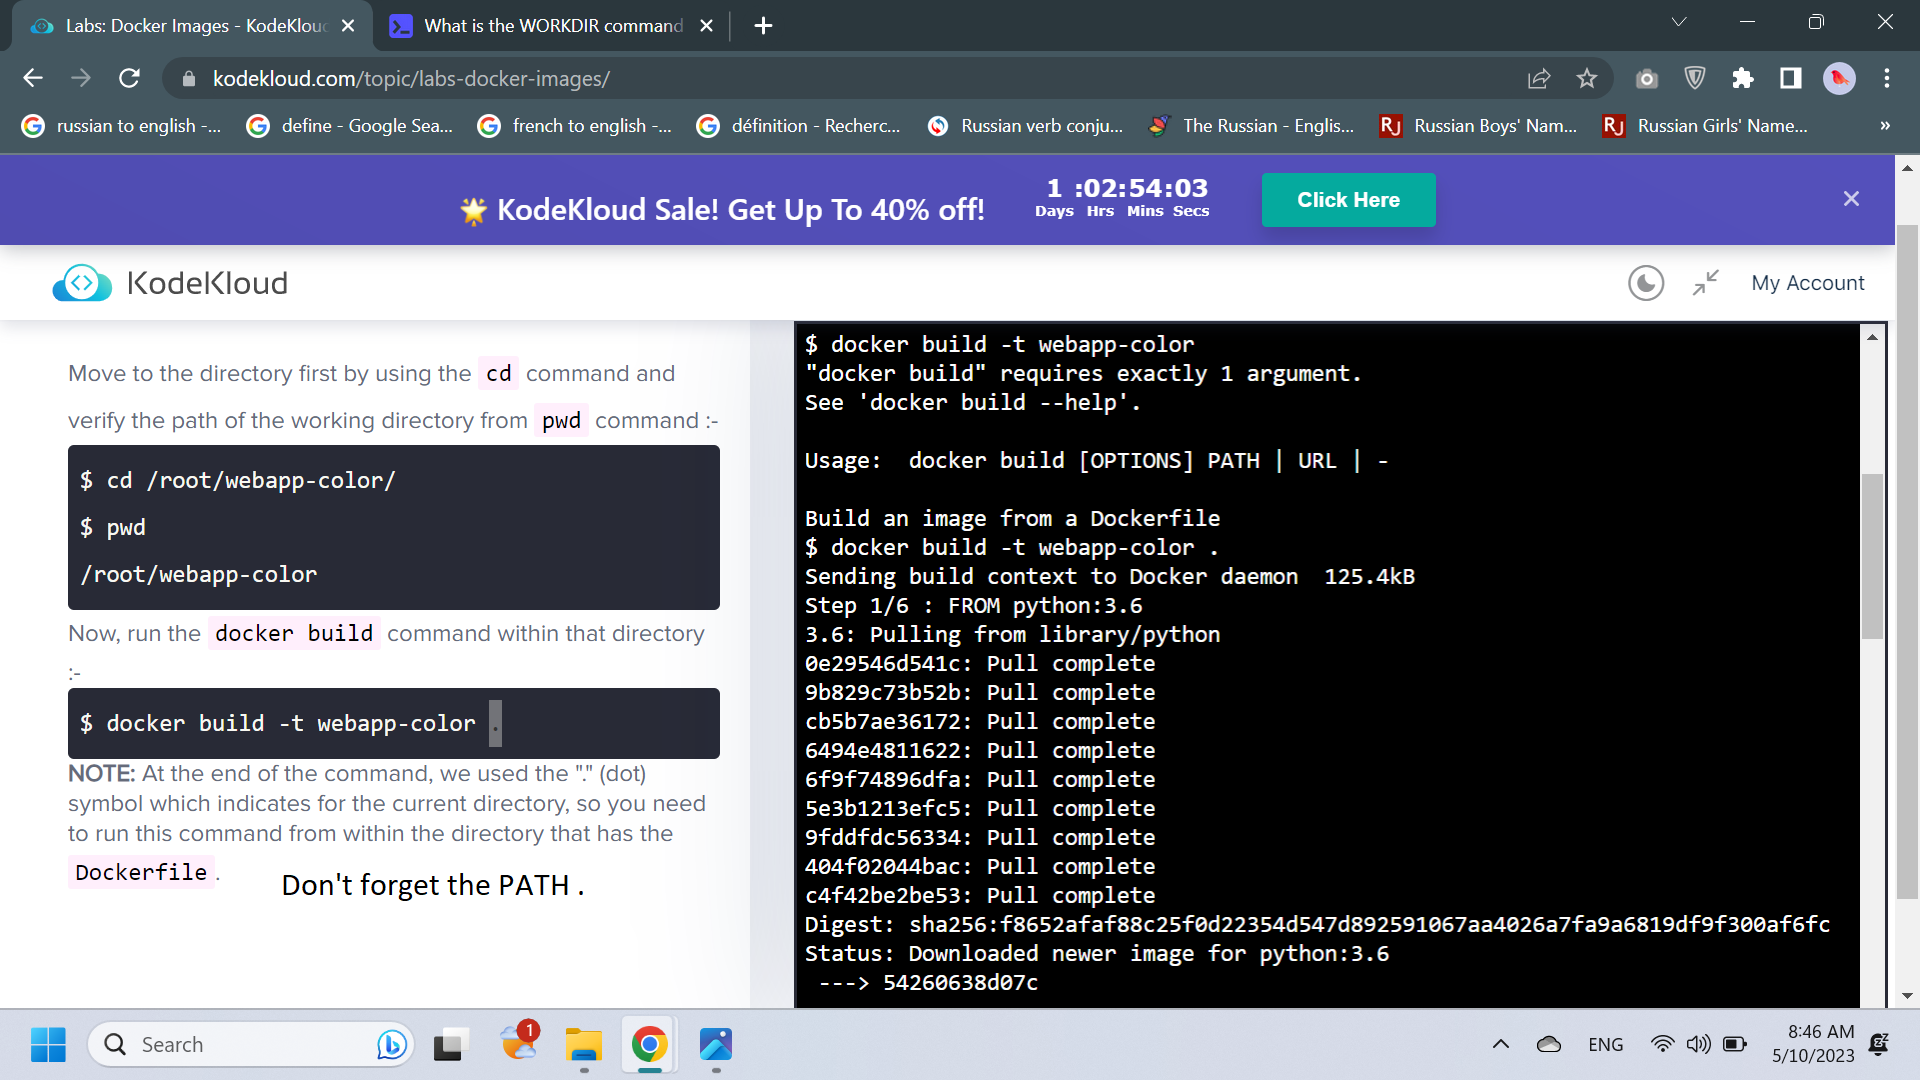 Labs: Docker Images - KodeKlou
What is the WORKDIR command
kodekloud.com/topic/labs-docker-images/
russian to english -...
define - Google Sea...
french to english -...
définition - Recherc...
Russian verb conju...
The Russian - Englis...
RJ Russian Boys' Nam...
RJ Russian Girls' Name...
»
KodeKloud Sale! Get Up To 40% off!
1 :02:54:03
Days Hrs Mins Secs
Click Here
KodeKloud
My Account
Move to the directory first by using the cd command and
verify the path of the working directory from pwd command :-
$ cd /root/webapp-color/
$ pwd
/root/webapp-color
Now, run the docker build command within that directory
:-
$ docker build -t webapp-color .
NOTE: At the end of the command, we used the "." (dot)
symbol which indicates for the current directory, so you need
to run this command from within the directory that has the
Dockerfile .
Don't forget the PATH .
$ docker build -t webapp-color
"docker build" requires exactly 1 argument.
See 'docker build --help'.
Usage:  docker build [OPTIONS] PATH | URL | -
Build an image from a Dockerfile
$ docker build -t webapp-color .
Sending build context to Docker daemon  125.4kB
Step 1/6 : FROM python:3.6
3.6: Pulling from library/python
0e29546d541c: Pull complete
9b829c73b52b: Pull complete
cb5b7ae36172: Pull complete
6494e4811622: Pull complete
6f9f74896dfa: Pull complete
5e3b1213efc5: Pull complete
9fddfdc56334: Pull complete
404f02044bac: Pull complete
c4f42be2be53: Pull complete
Digest: sha256:f8652afaf88c25f0d22354d547d892591067aa4026a7fa9a6819df9f300af6fc
Status: Downloaded newer image for python:3.6
 ---> 54260638d07c
Search
1
ENG
8:46 AM
5/10/2023